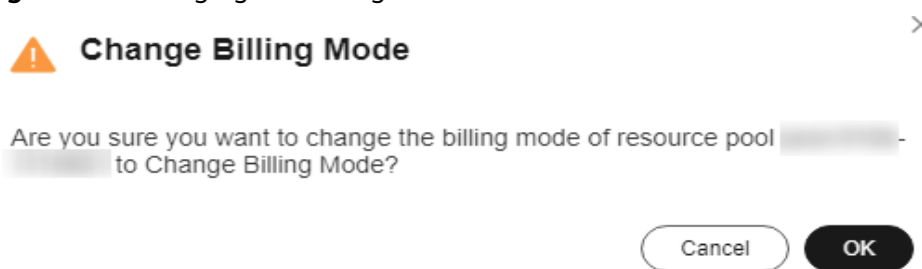 Change Billing Mode
Are you sure you want to change the billing mode of resource pool -
to Change Billing Mode?
Cancel
OK